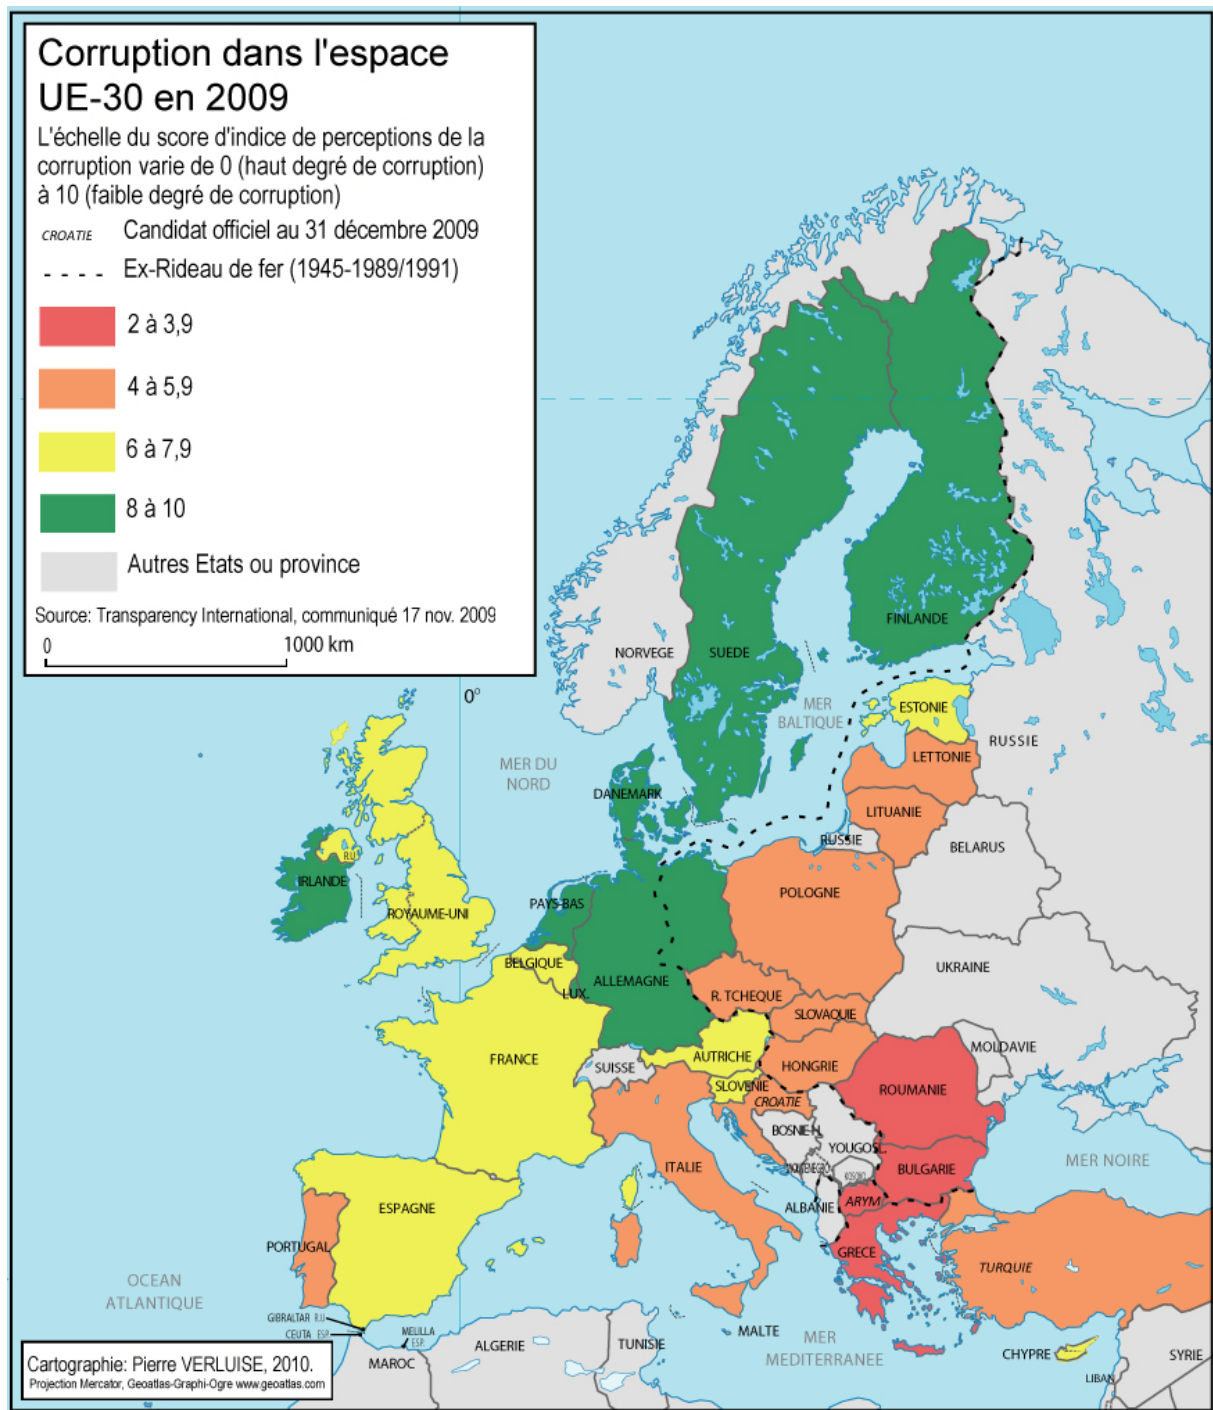 Corruption dans l'espace
UE-30 en 2009
L'échelle du score d'indice de perceptions de la
corruption varie de 0 (haut degré de corruption)
à 10 (faible degré de corruption)
CROATIE Candidat officiel au 31 décembre 2009
Ex-Rideau de fer (1945-1989/1991)
2 à 3,9
4 à 5,9
6 à 7,9
8 à 10
Autres Etats ou province
Source: Transparency International, communiqué 17 nov. 2009
0 1000 km
0°
FINLANDE
NORVEGE
SUEDE
MER
BALTIQUE
ESTONIE
RUSSIE
LETTONIE
MER DU
NORD
DANEMARK
LITUANIE
RUSSIE
BELARUS
R.U.
IRLANDE
PAYS-BAS
POLOGNE
ROYAUME-UNI
BELGIQUE
UKRAINE
LUX.
ALLEMAGNE
R. TCHEQUE
SLOVAQUIE
FRANCE
SUISSE
AUTRICHE
HONGRIE
MOLDAVIE
SLOVENIE
ROUMANIE
CROATIE
BOSNIE-H.
YOUGOSL.
ITALIE
MONTENEGRO
KOSOVO
BULGARIE
MER NOIRE
ESPAGNE
ALBANIE
ARYM
PORTUGAL
GRECE
TURQUIE
OCEAN
ATLANTIQUE
GIBRALTAR R.U.
CEUTA ESP.
MELILLA
ESP.
ALGERIE
TUNISIE
MALTE
MER
MEDITERRANEE
CHYPRE
SYRIE
LIBAN
MAROC
Cartographie: Pierre VERLUISE, 2010.
Projection Mercator, Geoatlas-Graphi-Ogre www.geoatlas.com